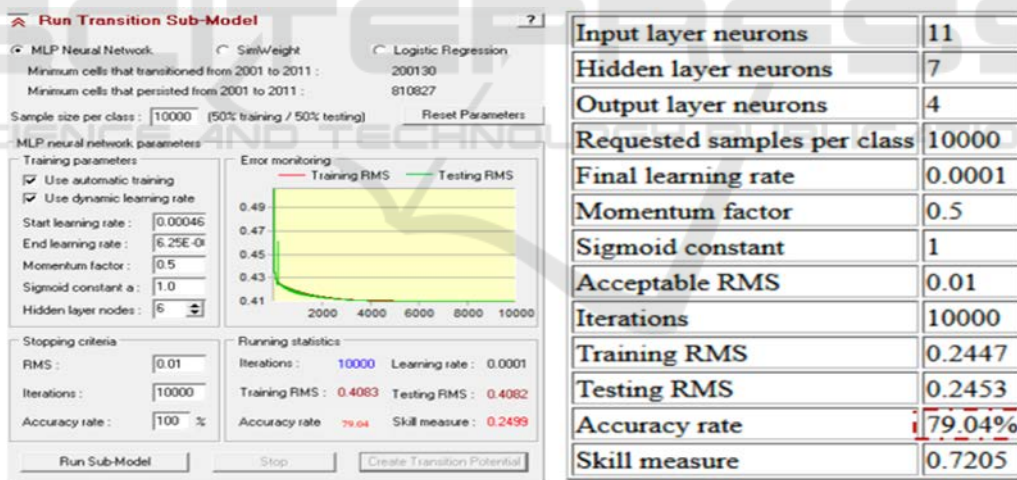 Run Transition Sub-Model ?
MLP Neural Network SimWeight Logistic Regression
Minimum cells that transitioned from 2001 to 2011 : 200130
Minimum cells that persisted from 2001 to 2011 : 810827
Sample size per class : 10000 (50% training / 50% testing) Reset Parameters
MLP neural network parameters
Training parameters
Use automatic training
Use dynamic learning rate
Start learning rate : 0.00046
End learning rate : 6.25E-0
Momentum factor : 0.5
Sigmoid constant a : 1.0
Hidden layer nodes : 6
Error monitoring
Training RMS Testing RMS
0.49
0.47
0.45
0.43
0.41
2000 4000 6000 8000 10000
Stopping criteria
RMS : 0.01
Iterations : 10000
Accuracy rate : 100 %
Running statistics
Iterations : 10000 Learning rate : 0.0001
Training RMS : 0.4083 Testing RMS : 0.4082
Accuracy rate 79.04 Skill measure : 0.2499
Run Sub-Model Stop Create Transition Potential
Input layer neurons 11
Hidden layer neurons 7
Output layer neurons 4
Requested samples per class 10000
Final learning rate 0.0001
Momentum factor 0.5
Sigmoid constant 1
Acceptable RMS 0.01
Iterations 10000
Training RMS 0.2447
Testing RMS 0.2453
Accuracy rate 79.04%
Skill measure 0.7205